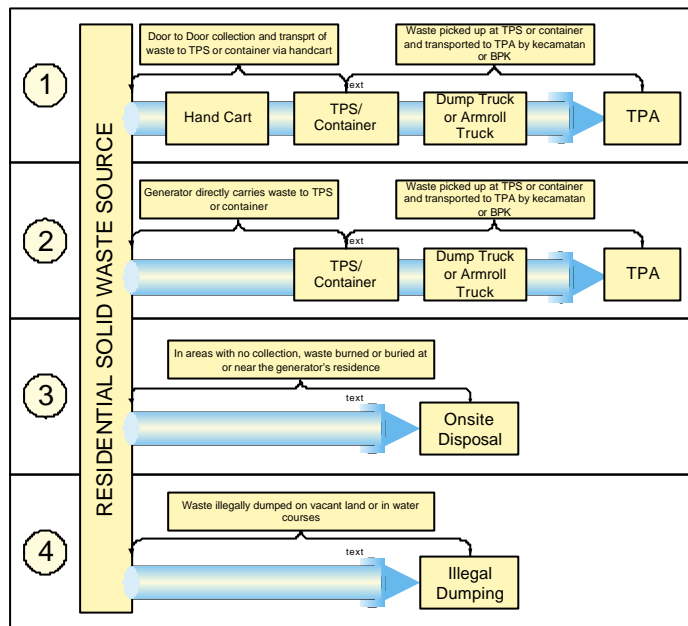 RESIDENTIAL SOLID WASTE SOURCE
1
Door to Door collection and transprt of
waste to TPS or container via handcart
Waste picked up at TPS or container
and transported to TPA by kecamatan
or BPK
text
Hand Cart
TPS/
Container
Dump Truck
or Armroll
Truck
TPA
2
Generator directly carries waste to TPS
or container
Waste picked up at TPS or container
and transported to TPA by kecamatan
or BPK
text
TPS/
Container
Dump Truck
or Armroll
Truck
TPA
3
In areas with no collection, waste burned or buried at
or near the generator's residence
text
Onsite
Disposal
4
Waste illegally dumped on vacant land or in water
courses
text
Illegal
Dumping